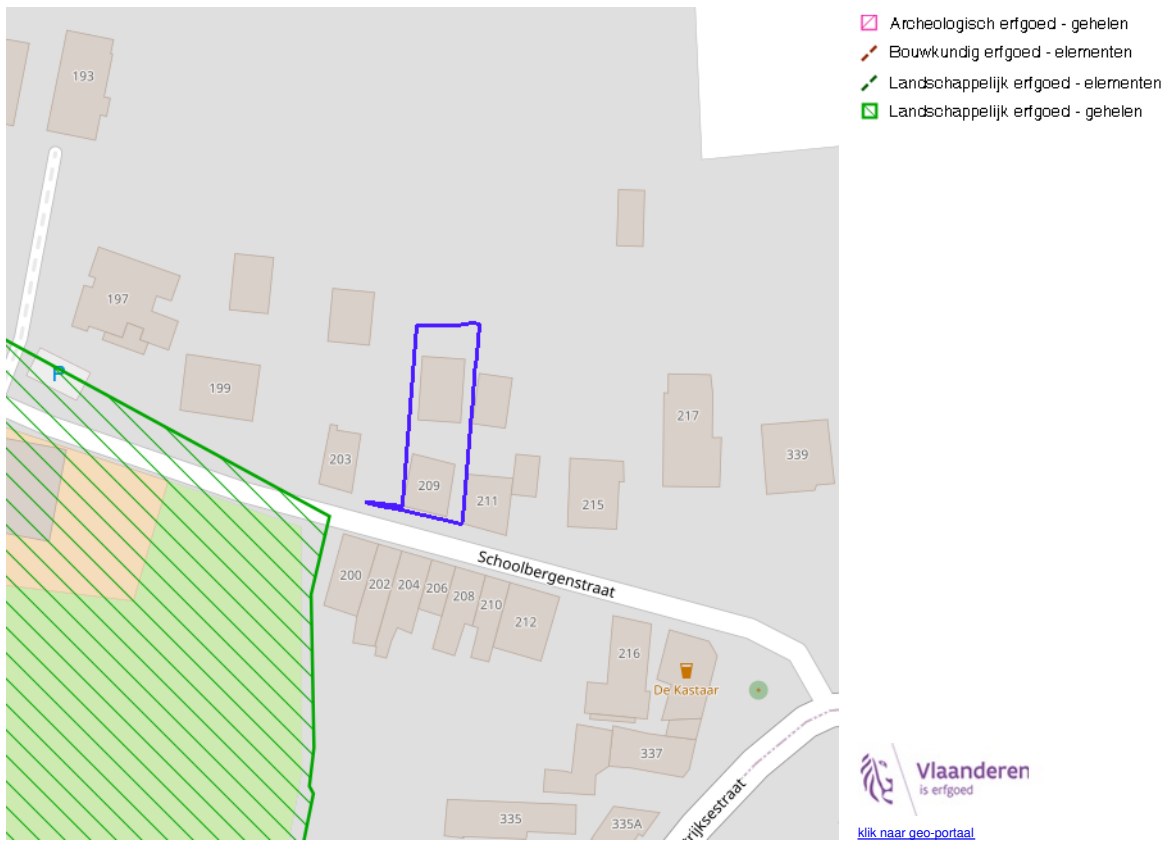 Archeologisch erfgoed - gehelen
Bouwkundig erfgoed - elementen
Landschappelijk erfgoed - elementen
Landschappelijk erfgoed - gehelen
193
197
P
199
203
209
211
215
217
339
200
202
204
206
208
210
212
Schoolbergenstraat
216
De Kastaar
337
335
335A
rijksestraat
Vlaanderen
is erfgoed
klik naar geo-portaal